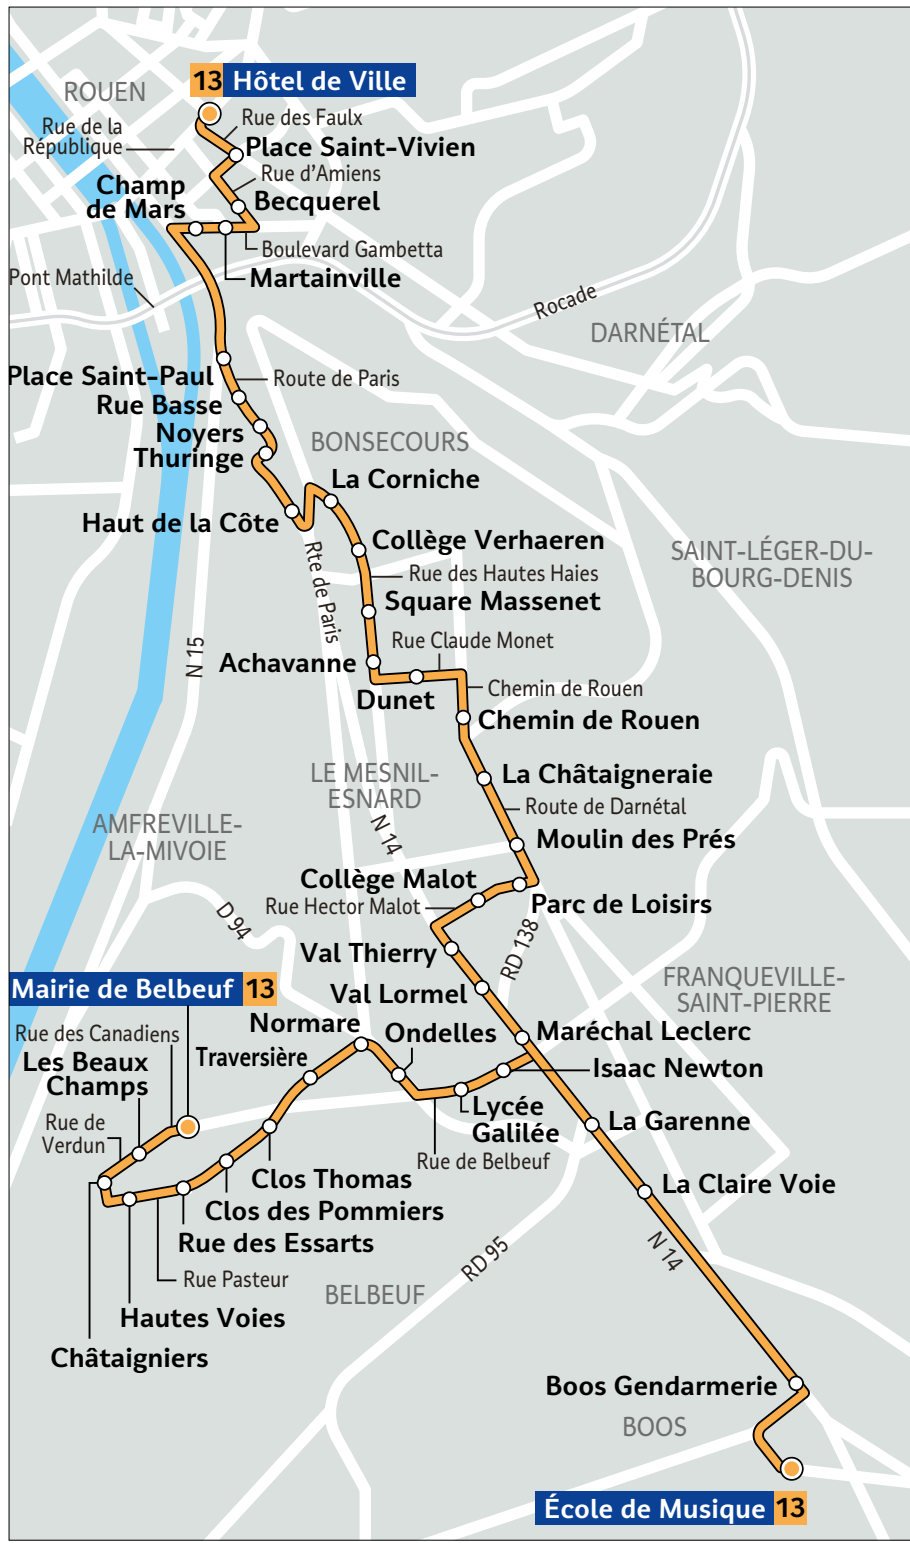 13 Hôtel de Ville
ROUEN
Rue des Faulx
Rue de la
République
Place Saint-Vivien
Rue d'Amiens
Champ
de Mars
Becquerel
Boulevard Gambetta
Martainville
Pont Mathilde
Rocade
DARNÉTAL
Place Saint-Paul
Route de Paris
Rue Basse
Noyers
Thuringe
BONSECOURS
La Corniche
Haut de la Côte
Collège Verhaeren
Rte de Paris
Rue des Hautes Haies
SAINT-LÉGER-DU-
BOURG-DENIS
Square Massenet
N 15
Rue Claude Monet
Achavanne
Dunet
Chemin de Rouen
Chemin de Rouen
LE MESNIL-
ESNARD
La Châtaigneraie
Route de Darnétal
AMFREVILLE-
LA-MIVOIE
N 14
Moulin des Prés
Collège Malot
Rue Hector Malot
Parc de Loisirs
D 94
Val Thierry
RD 138
FRANQUEVILLE-
SAINT-PIERRE
Mairie de Belbeuf 13
Val Lormel
Normare
Rue des Canadiens
Ondelles
Maréchal Leclerc
Les Beaux
Champs
Traversière
Isaac Newton
Rue de
Verdun
Lycée
Galilée
La Garenne
Rue de Belbeuf
Clos Thomas
La Claire Voie
Clos des Pommiers
Rue des Essarts
RD 95
N 14
Rue Pasteur
BELBEUF
Hautes Voies
Châtaigniers
Boos Gendarmerie
BOOS
École de Musique 13